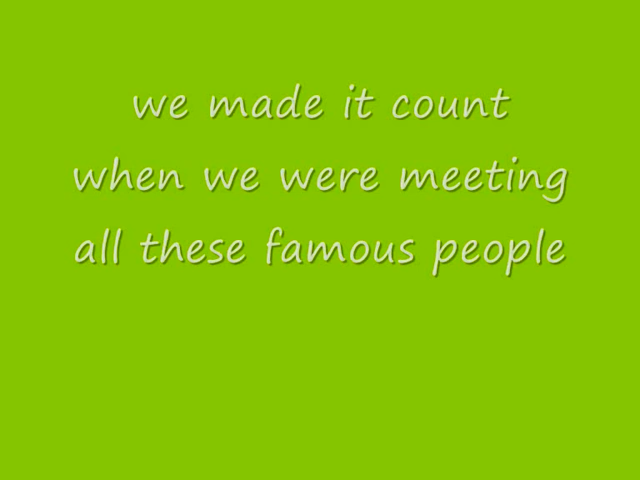 we made it count
when we were meeting
all these famous people